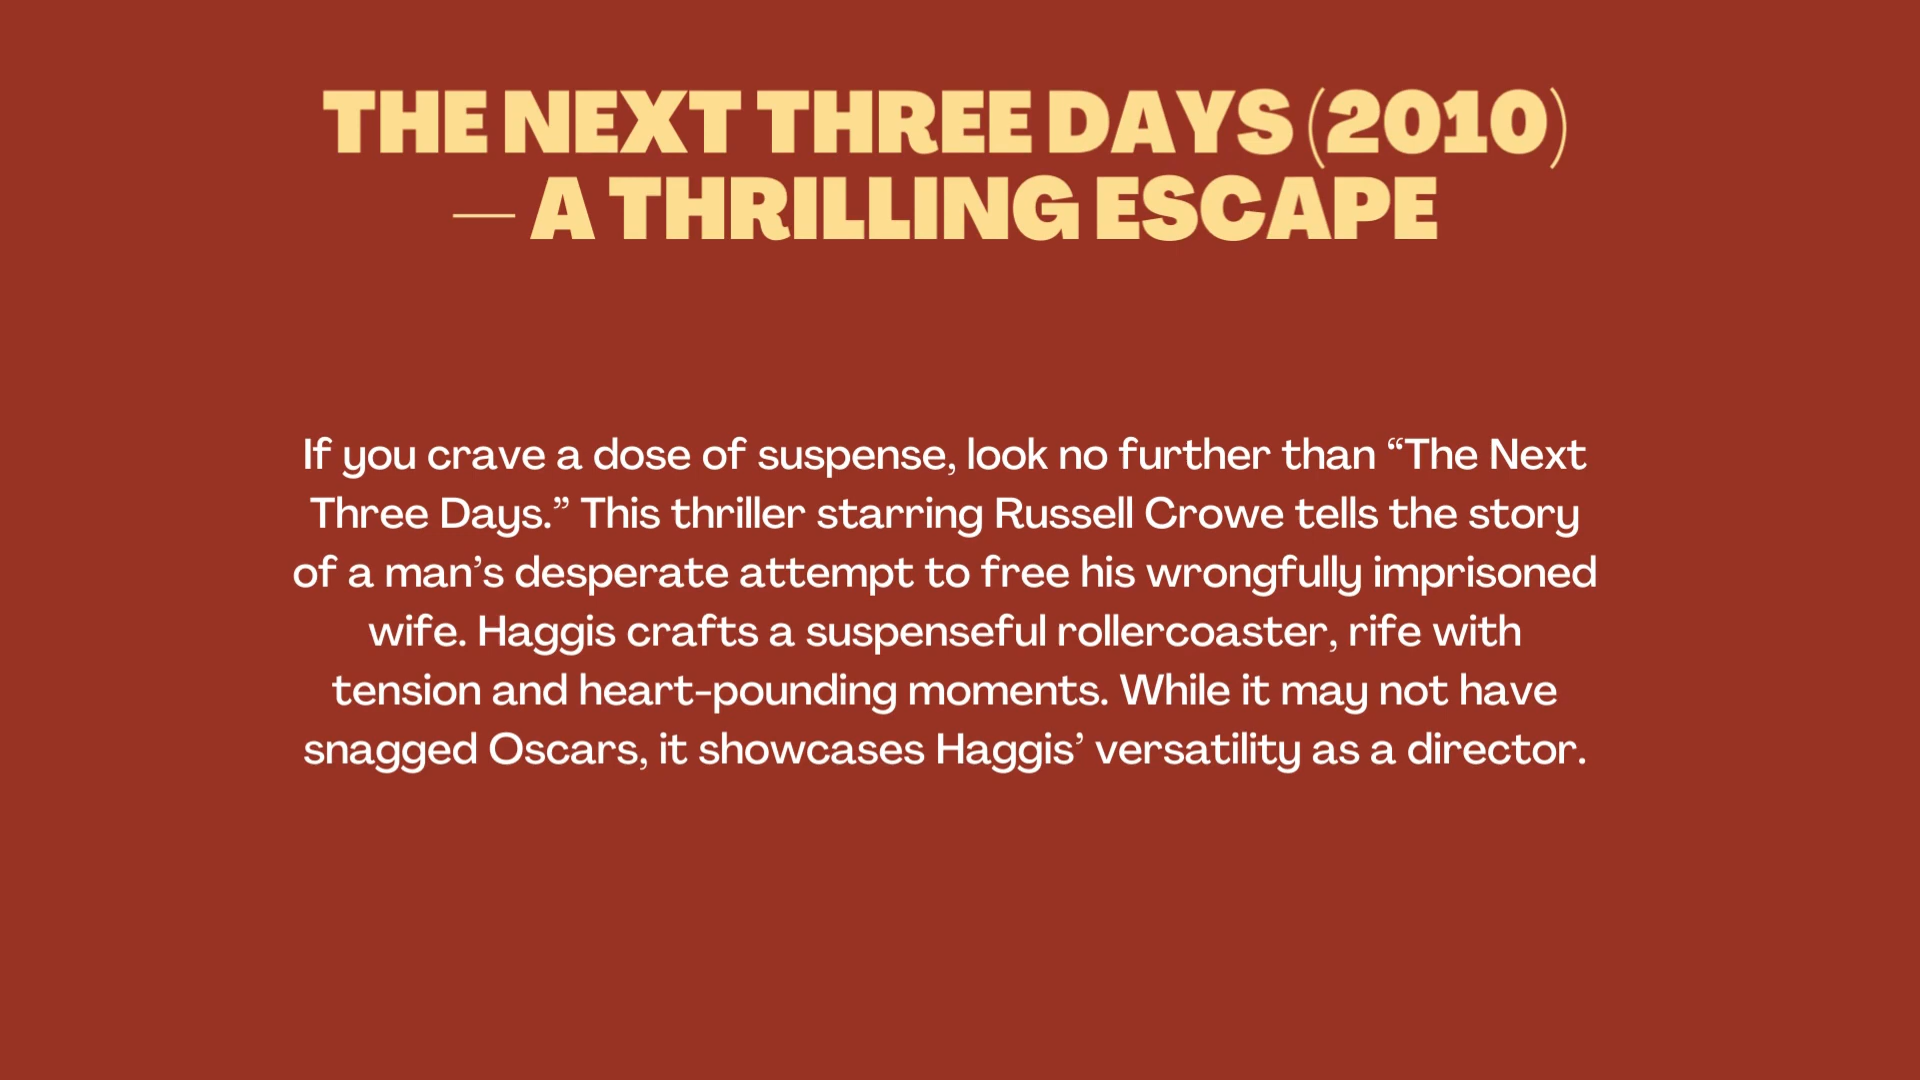 THE NEXT THREE DAYS (2010)
— A THRILLING ESCAPE
If you crave a dose of suspense, look no further than “The Next
Three Days.” This thriller starring Russell Crowe tells the story
of a man’s desperate attempt to free his wrongfully imprisoned
wife. Haggis crafts a suspenseful rollercoaster, rife with
tension and heart-pounding moments. While it may not have
snagged Oscars, it showcases Haggis’ versatility as a director.